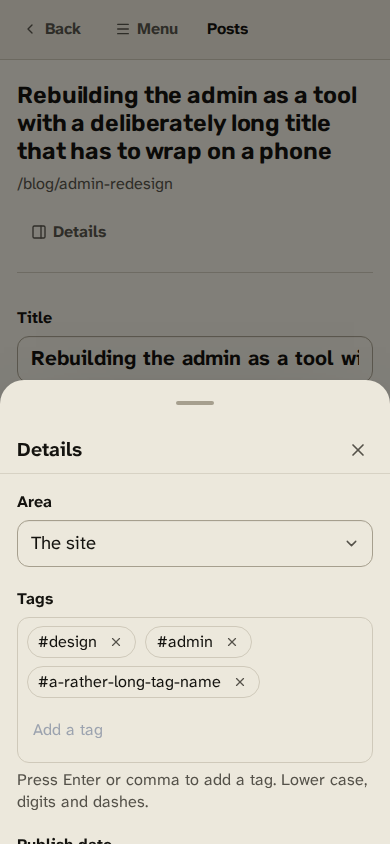 Back
Menu
Posts
Rebuilding the admin as a tool
with a deliberately long title
that has to wrap on a phone
/blog/admin-redesign
Details
Title
Rebuilding the admin as a tool wi
Details
Area
The site
Tags
#design
#admin
#a-rather-long-tag-name
Add a tag
Press Enter or comma to add a tag. Lower case,
digits and dashes.
Publish date